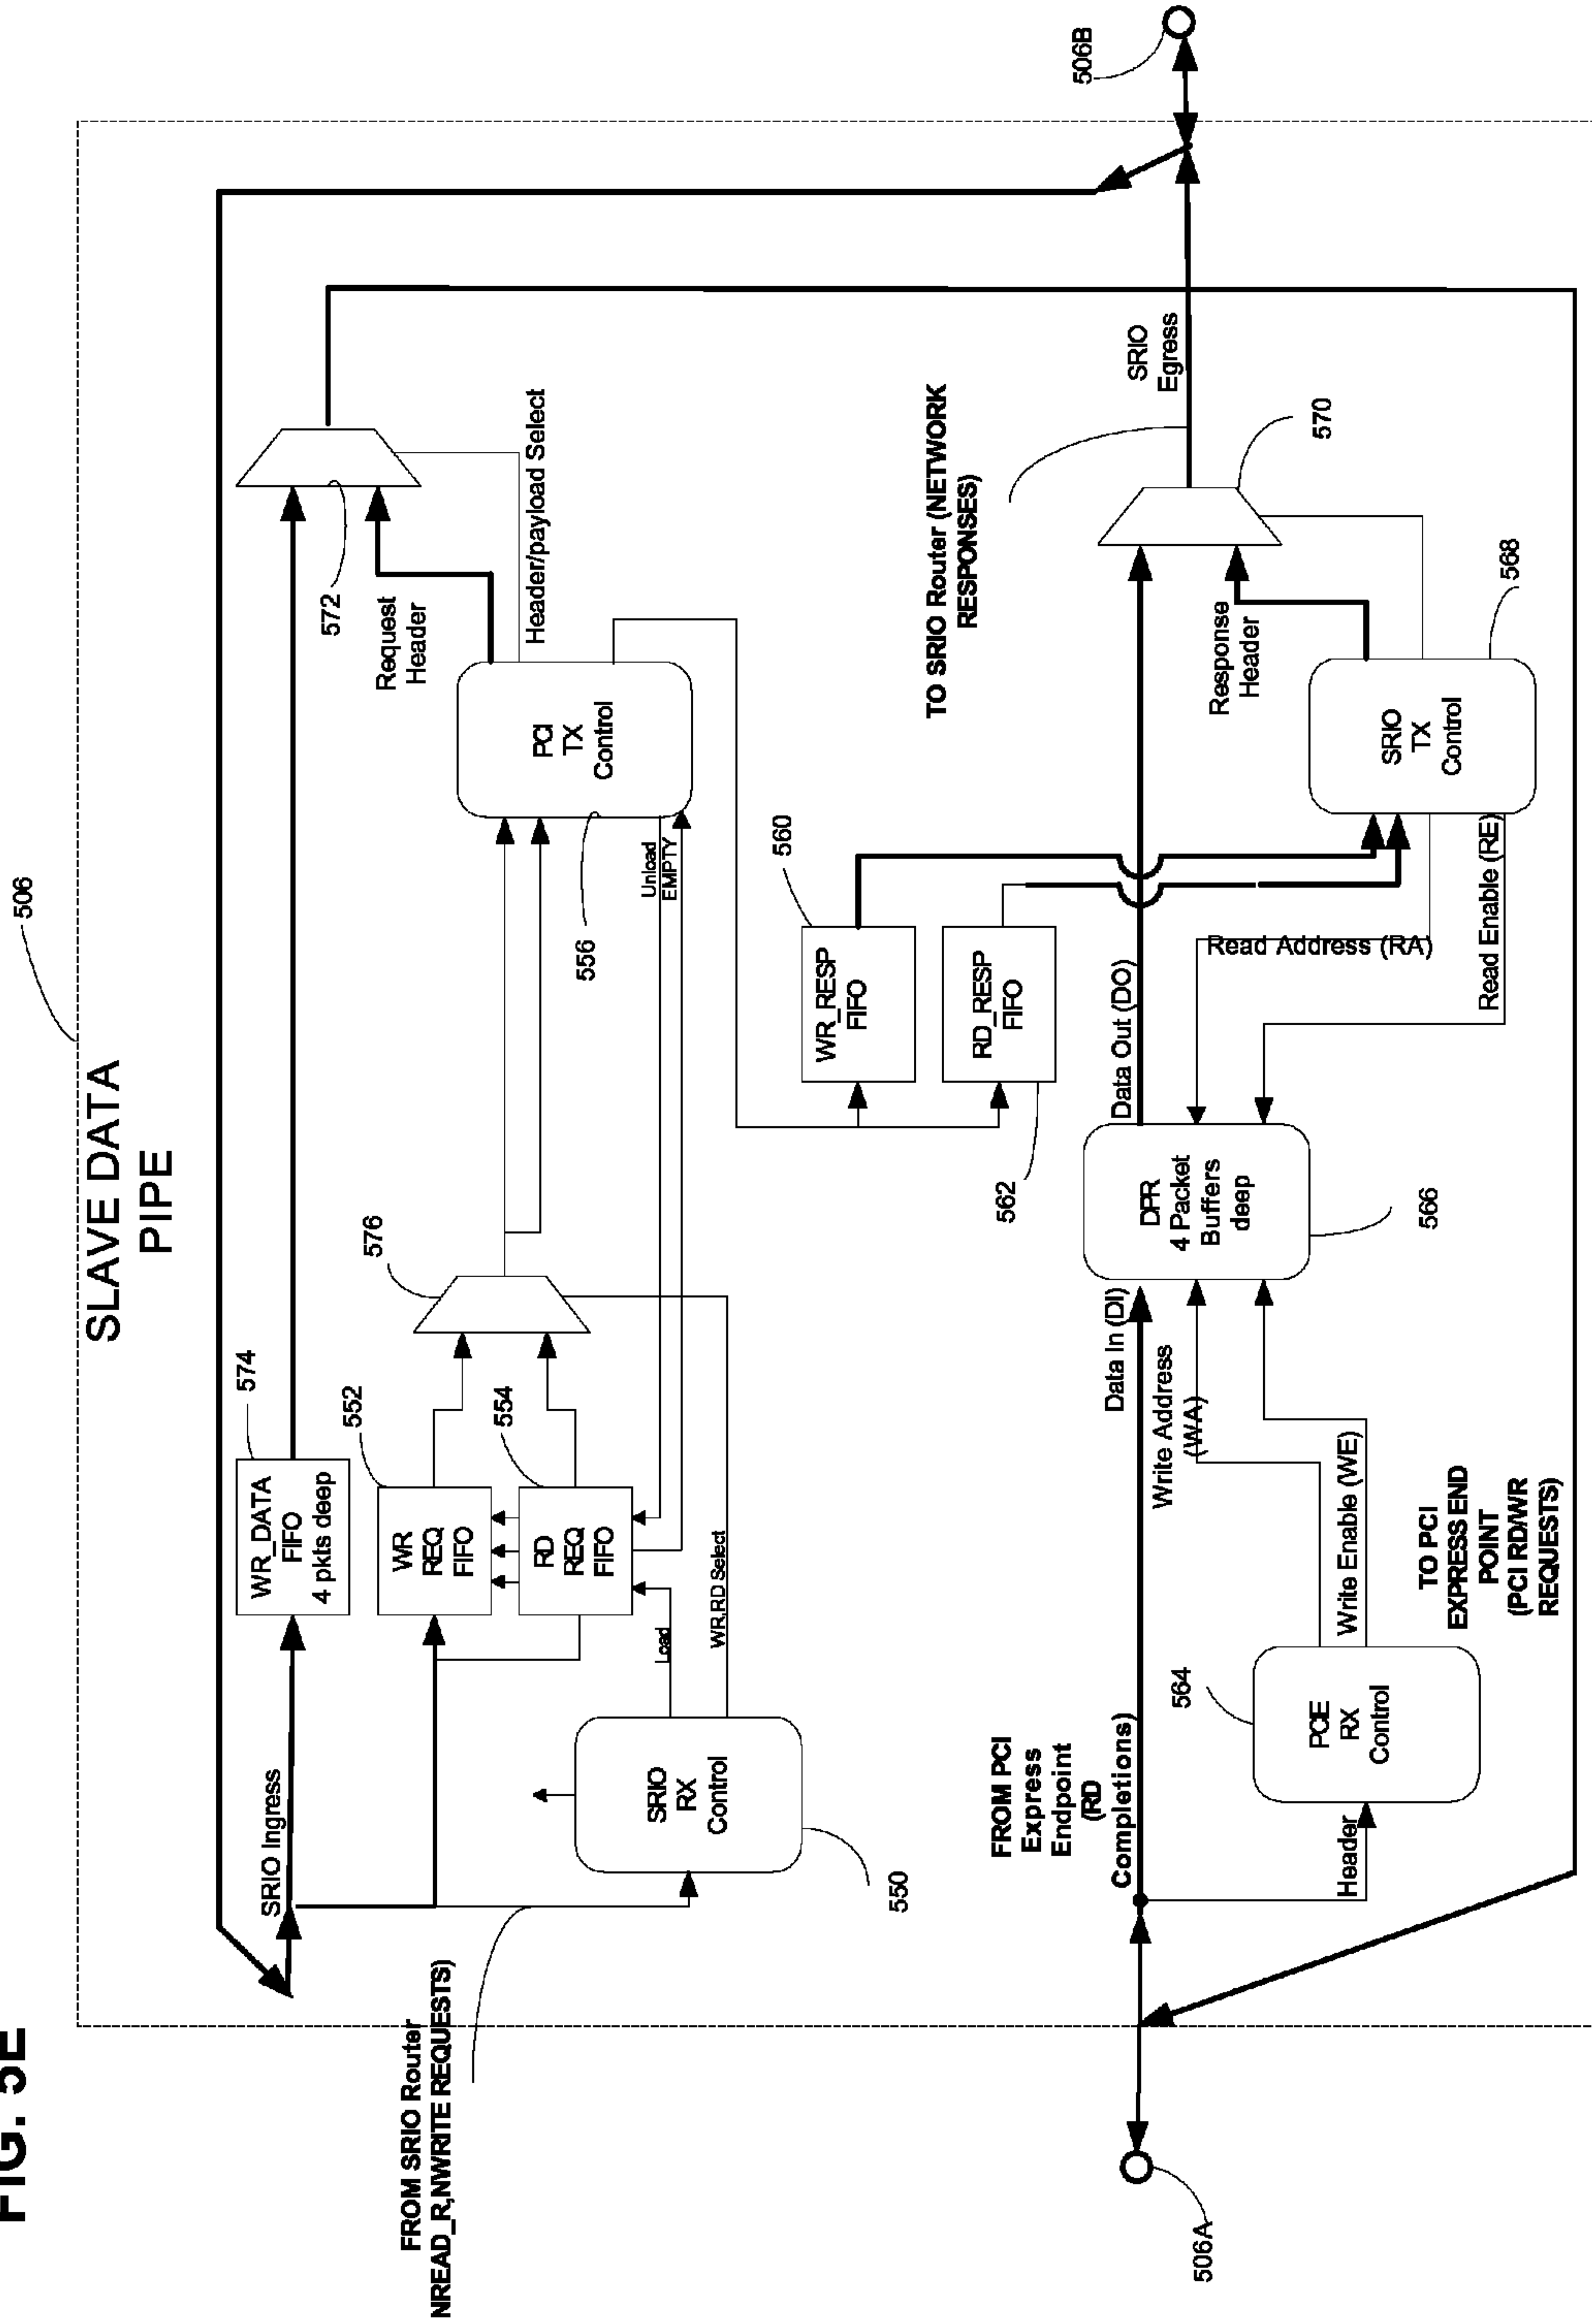 FIG. 5E
506
SLAVE DATA
PIPE
506B
FROM SRIO Router
NREAD_R,NWRITE REQUESTS)
SRIO Ingress
574
WR_DATA
FIFO
4 pkts deep
552
WR
REQ
FIFO
554
RD
REQ
FIFO
576
Load
WR,RD Select
SRIO
RX
Control
550
572
Request
Header
Header/payload Select
PCI
TX
Control
556
Unload
EMPTY
560
WR_RESP
FIFO
RD_RESP
FIFO
562
TO SRIO Router (NETWORK
RESPONSES)
SRIO
Egress
570
Response
Header
568
SRIO
TX
Control
Read Address (RA)
Read Enable (RE)
Data Out (DO)
DPR
4 Packet
Buffers
deep
566
Data In (DI)
Write Address
(WA)
Write Enable (WE)
FROM PCI
Express
Endpoint
(RD
Completions)
564
PCIE
RX
Control
Header
TO PCI
EXPRESS END
POINT
(PCI RD/WR
REQUESTS)
506A